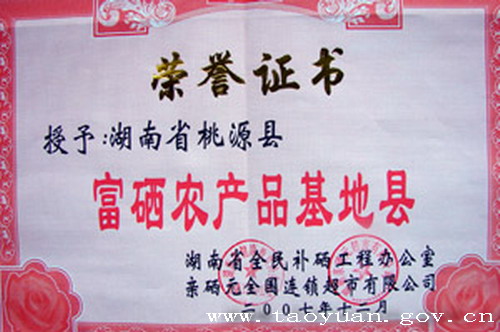 荣誉证书
授予:湖南省桃源县
富硒农产品基地县
湖南省全民补硒工程办公室
亲硒元全国连锁超市有限公司
二〇〇七年十 月
www.taoyuan.gov.cn